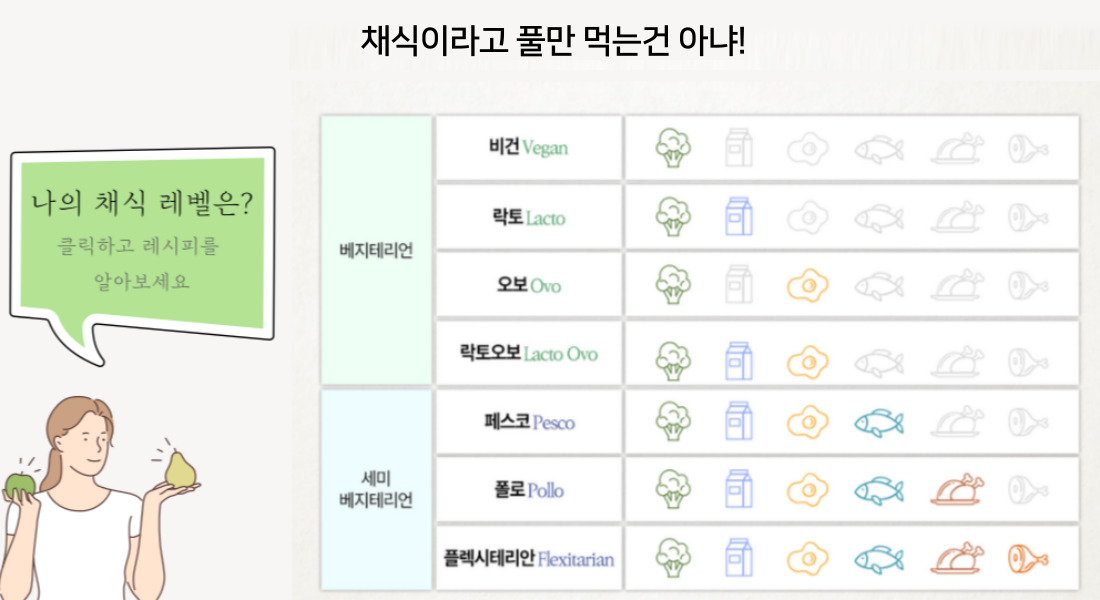 채식이라고 풀만 먹는건 아냐!
나의 채식 레벨은?
클릭하고 레시피를
알아보세요
베지테리언
비건 Vegan
락토 Lacto
오보 Ovo
락토오보 Lacto Ovo
세미
베지테리언
페스코 Pesco
폴로 Pollo
플렉시테리안 Flexitarian